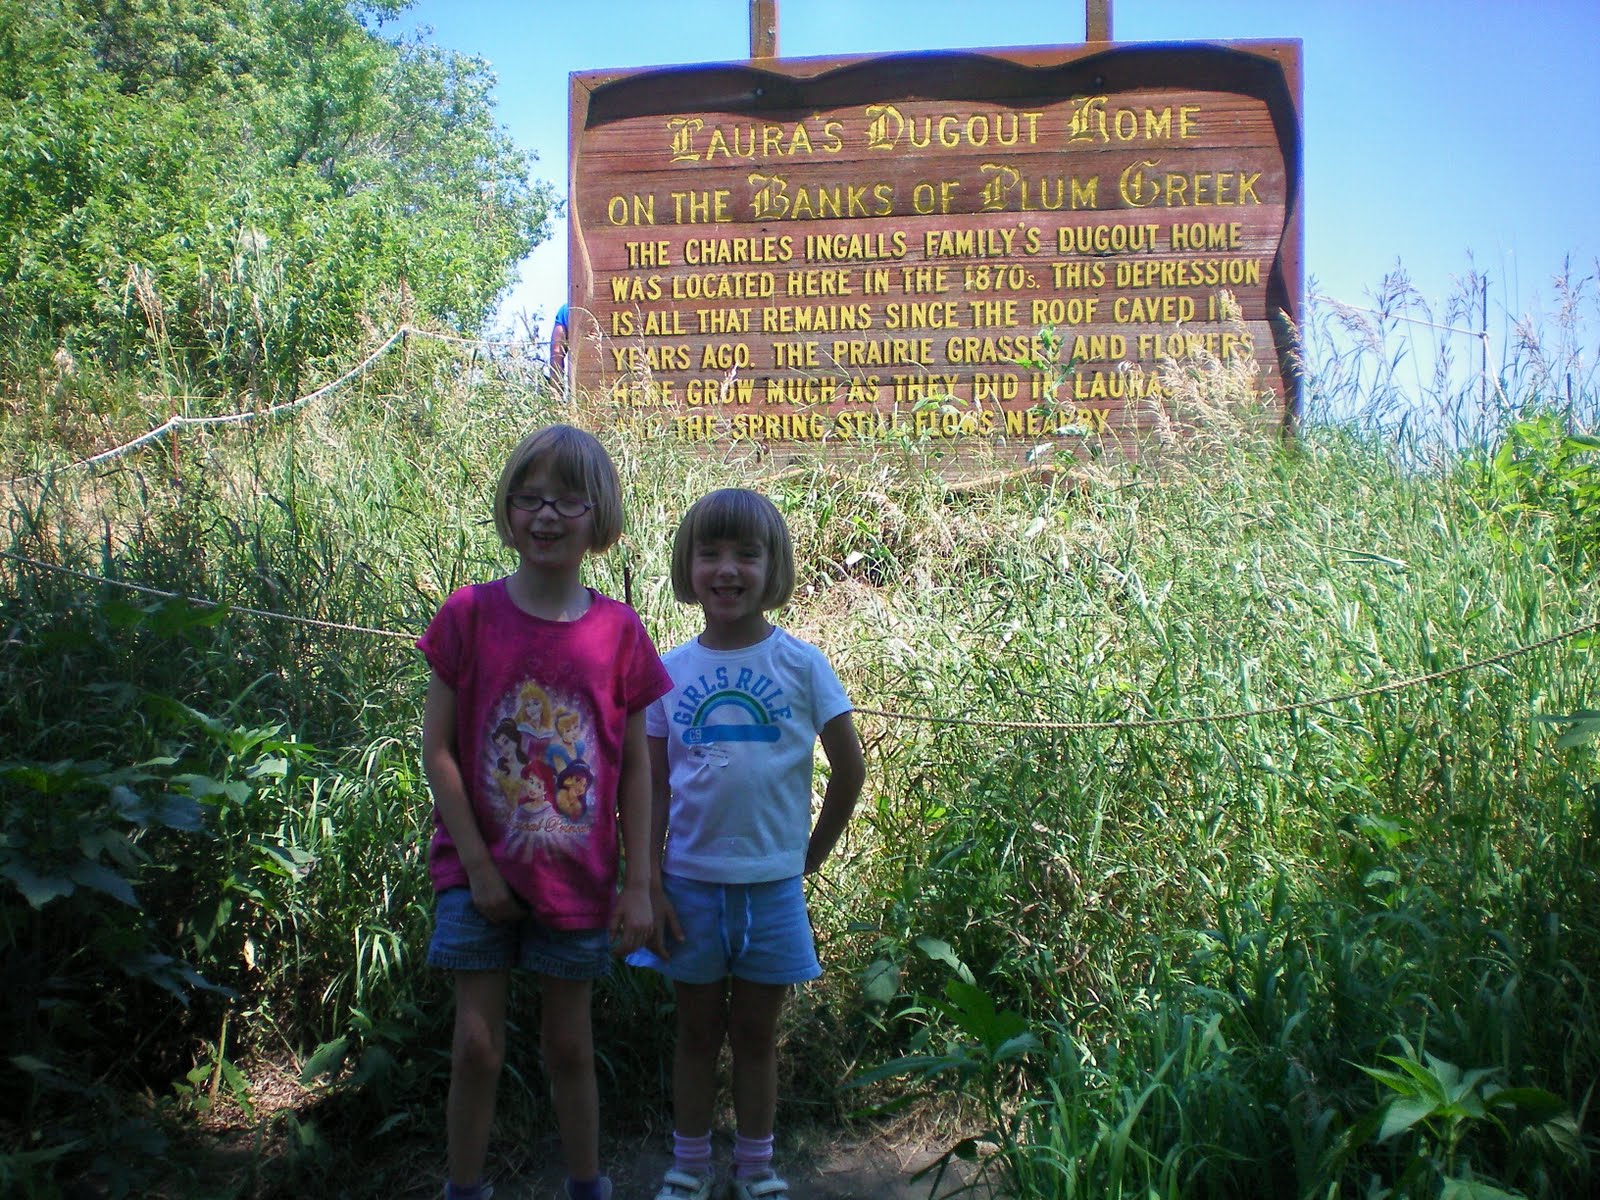 LAURA'S DUGOUT HOME
ON THE BANKS OF PLUM CREEK
THE CHARLES INGALLS FAMILY'S DUGOUT HOME
WAS LOCATED HERE IN THE 1870s. THIS DEPRESSION
IS ALL THAT REMAINS SINCE THE ROOF CAVED IN
YEARS AGO. THE PRAIRIE GRASSES AND FLOWERS
HERE GROW MUCH AS THEY DID IN LAURA'S
THE SPRING STILL FLOWS NEARBY
GIRLS RULE
C9